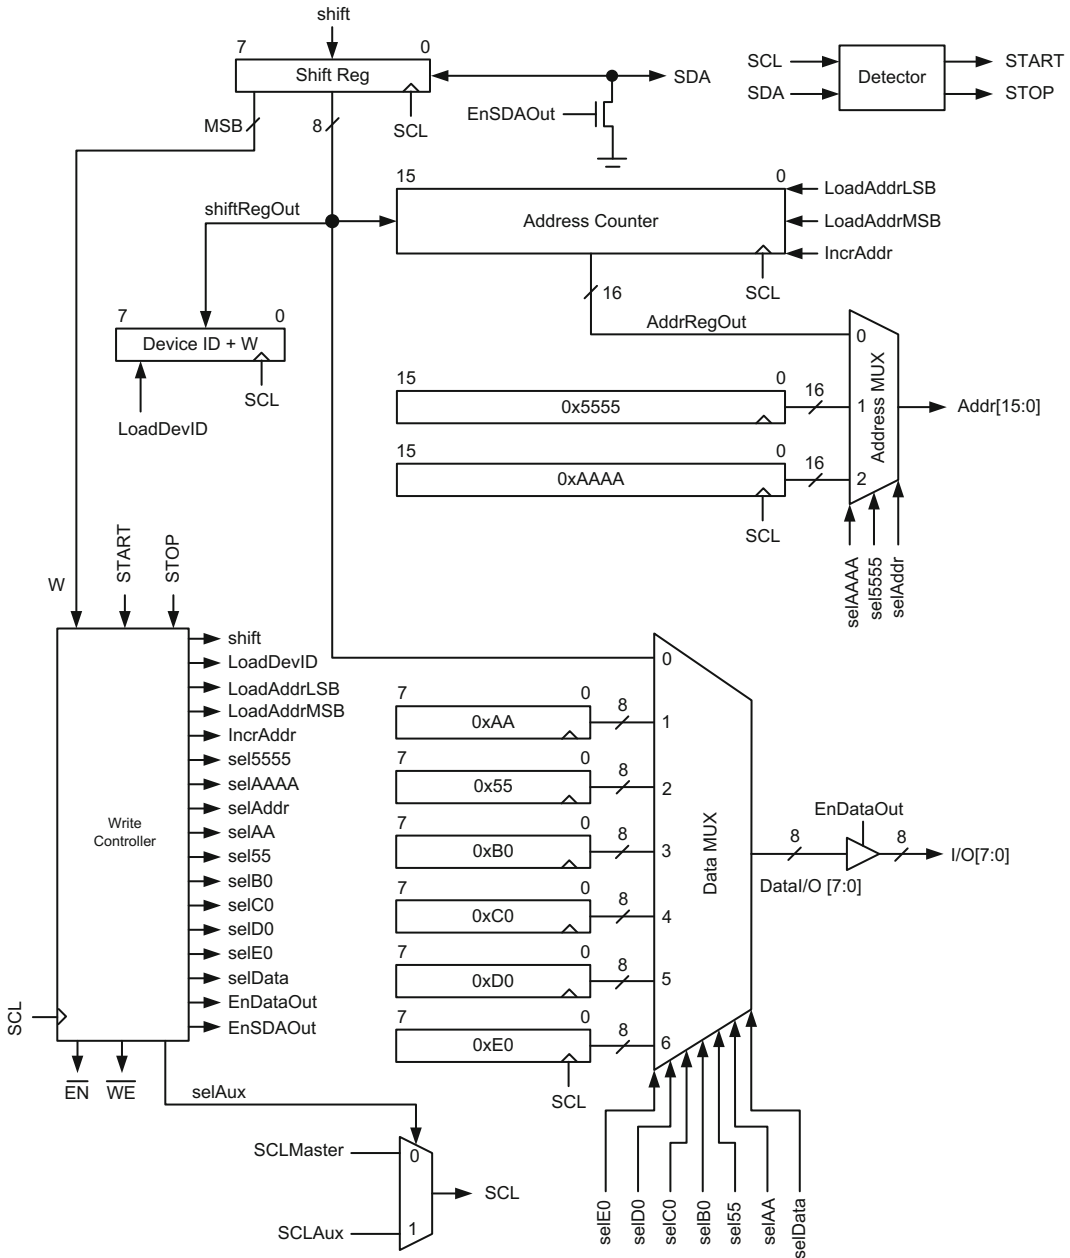 shift
7 0
Shift Reg
SDA
EnSDAOut
MSB
8
SCL
SCL
SDA
Detector
START
STOP
shiftRegOut
15 0
Address Counter
LoadAddrLSB
LoadAddrMSB
IncrAddr
SCL
16
AddrRegOut
7 0
Device ID + W
SCL
LoadDevID
15 0
0x5555
16
15 0
0xAAAA
16
SCL
0
1
2
Address MUX
Addr[15:0]
selAAAA
sel5555
selAddr
W
START
STOP
Write
Controller
SCL
shift
LoadDevID
LoadAddrLSB
LoadAddrMSB
IncrAddr
sel5555
selAAAA
selAddr
selAA
sel55
selB0
selC0
selD0
selE0
selData
EnDataOut
EnSDAOut
EN
WE
selAux
7 0
0xAA
8
7 0
0x55
8
7 0
0xB0
8
7 0
0xC0
8
7 0
0xD0
8
7 0
0xE0
8
SCL
0
1
2
3
4
5
6
Data MUX
8
DataI/O [7:0]
EnDataOut
8
I/O[7:0]
selE0
selD0
selC0
selB0
sel55
selAA
selData
SCLMaster
0
SCLAux
1
SCL